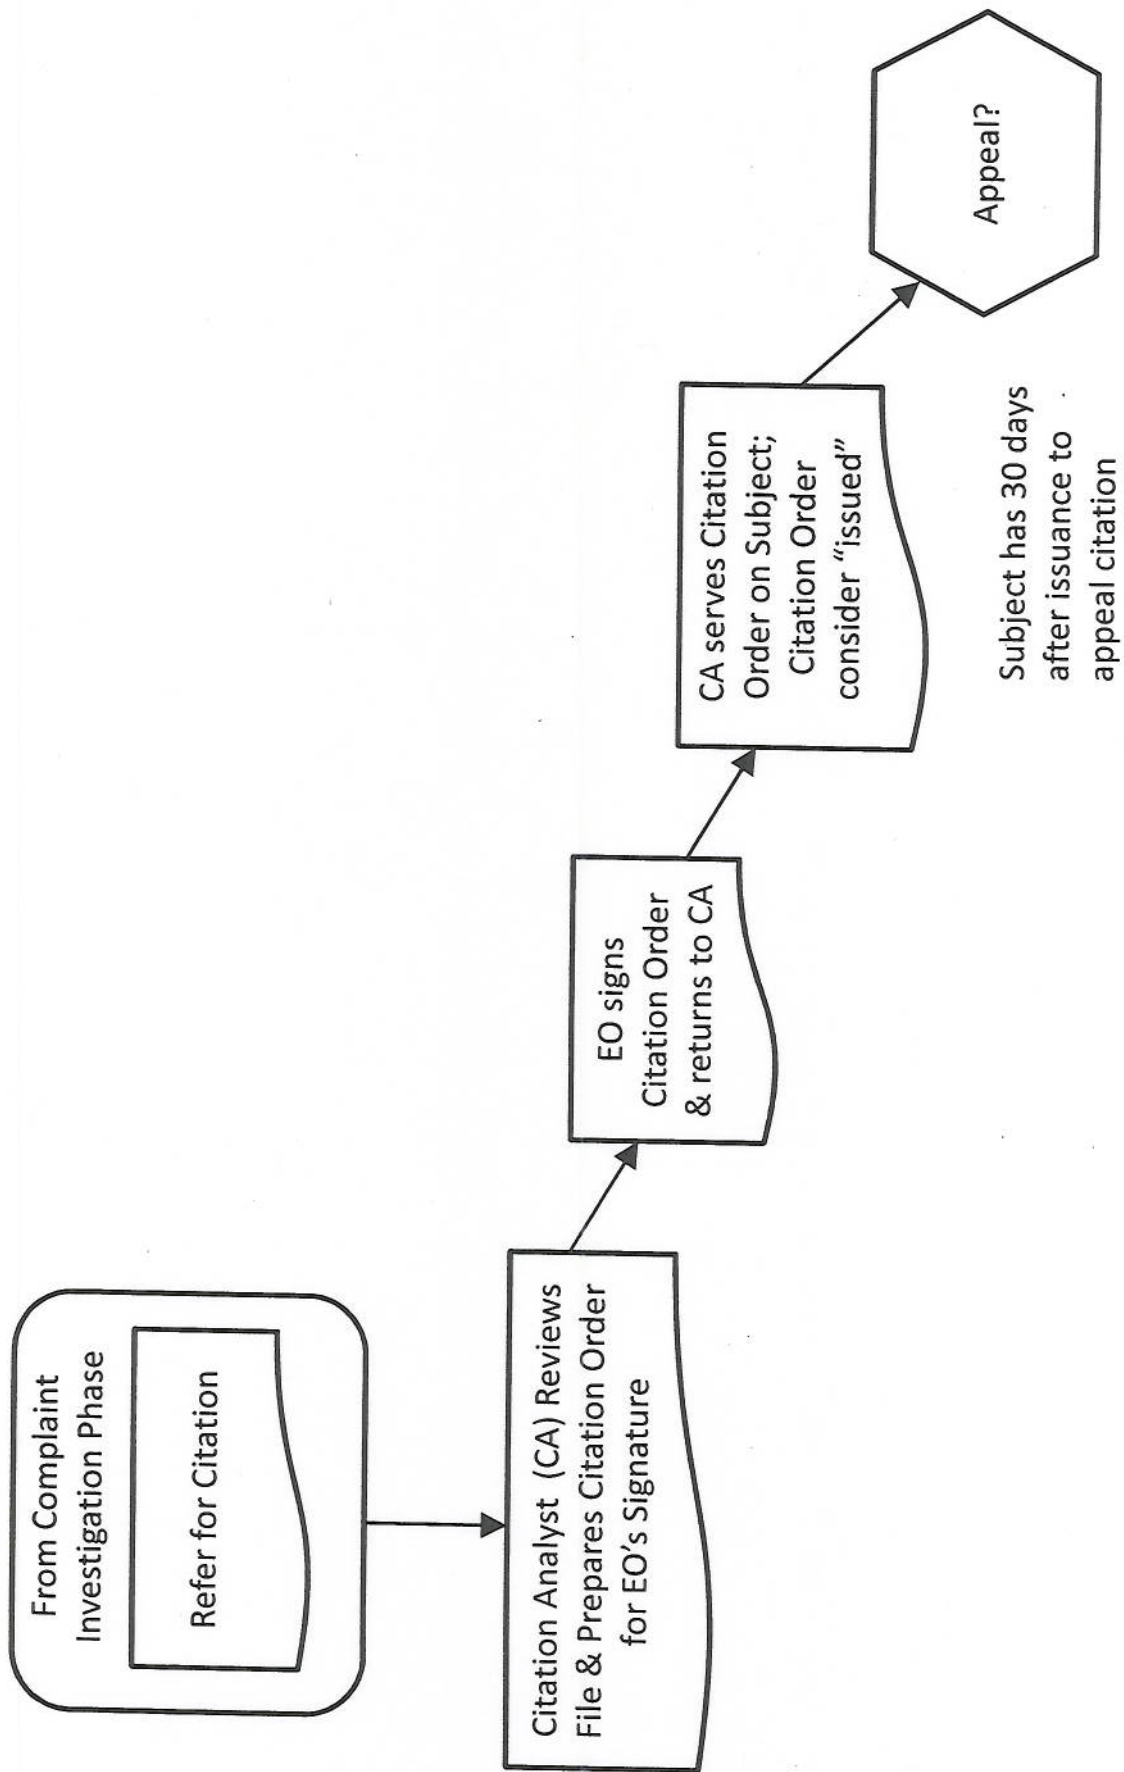 From Complaint
Investigation Phase
Refer for Citation
Citation Analyst (CA) Reviews
File & Prepares Citation Order
for EO's Signature
EO signs
Citation Order
& returns to CA
CA serves Citation
Order on Subject;
Citation Order
consider "issued"
Subject has 30 days
after issuance to
appeal citation
Appeal?